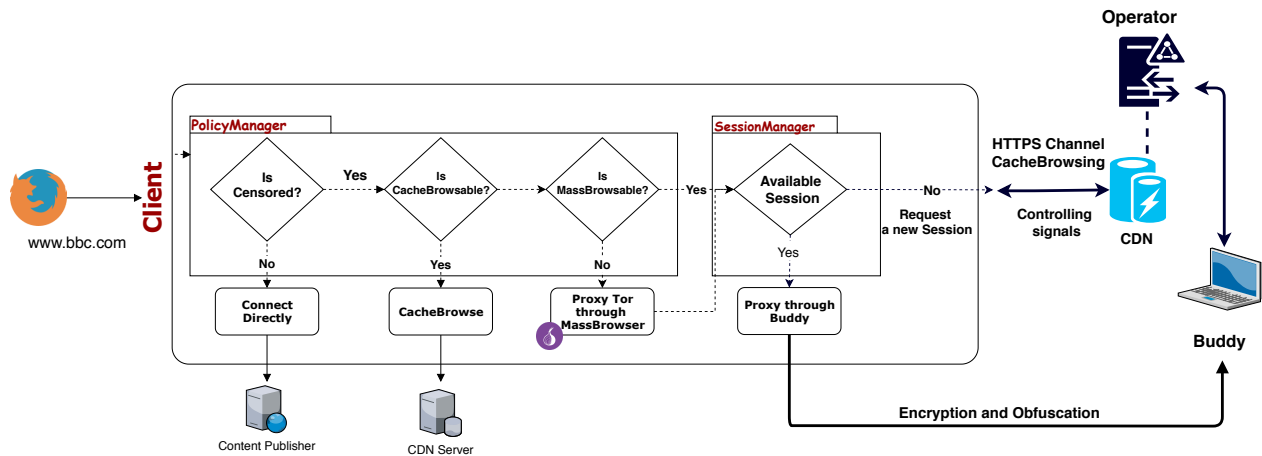 Operator
PolicyManager
SessionManager
Client
www.bbc.com
Is
Censored?
Yes
Is
CacheBrowsable?
Is
MassBrowsable?
Yes
Available
Session
No
Request
a new Session
HTTPS Channel
CacheBrowsing
Controlling
signals
CDN
No
Yes
No
Yes
Connect
Directly
CacheBrowse
Proxy Tor
through
MassBrowser
Proxy through
Buddy
Buddy
Encryption and Obfuscation
Content Publisher
CDN Server